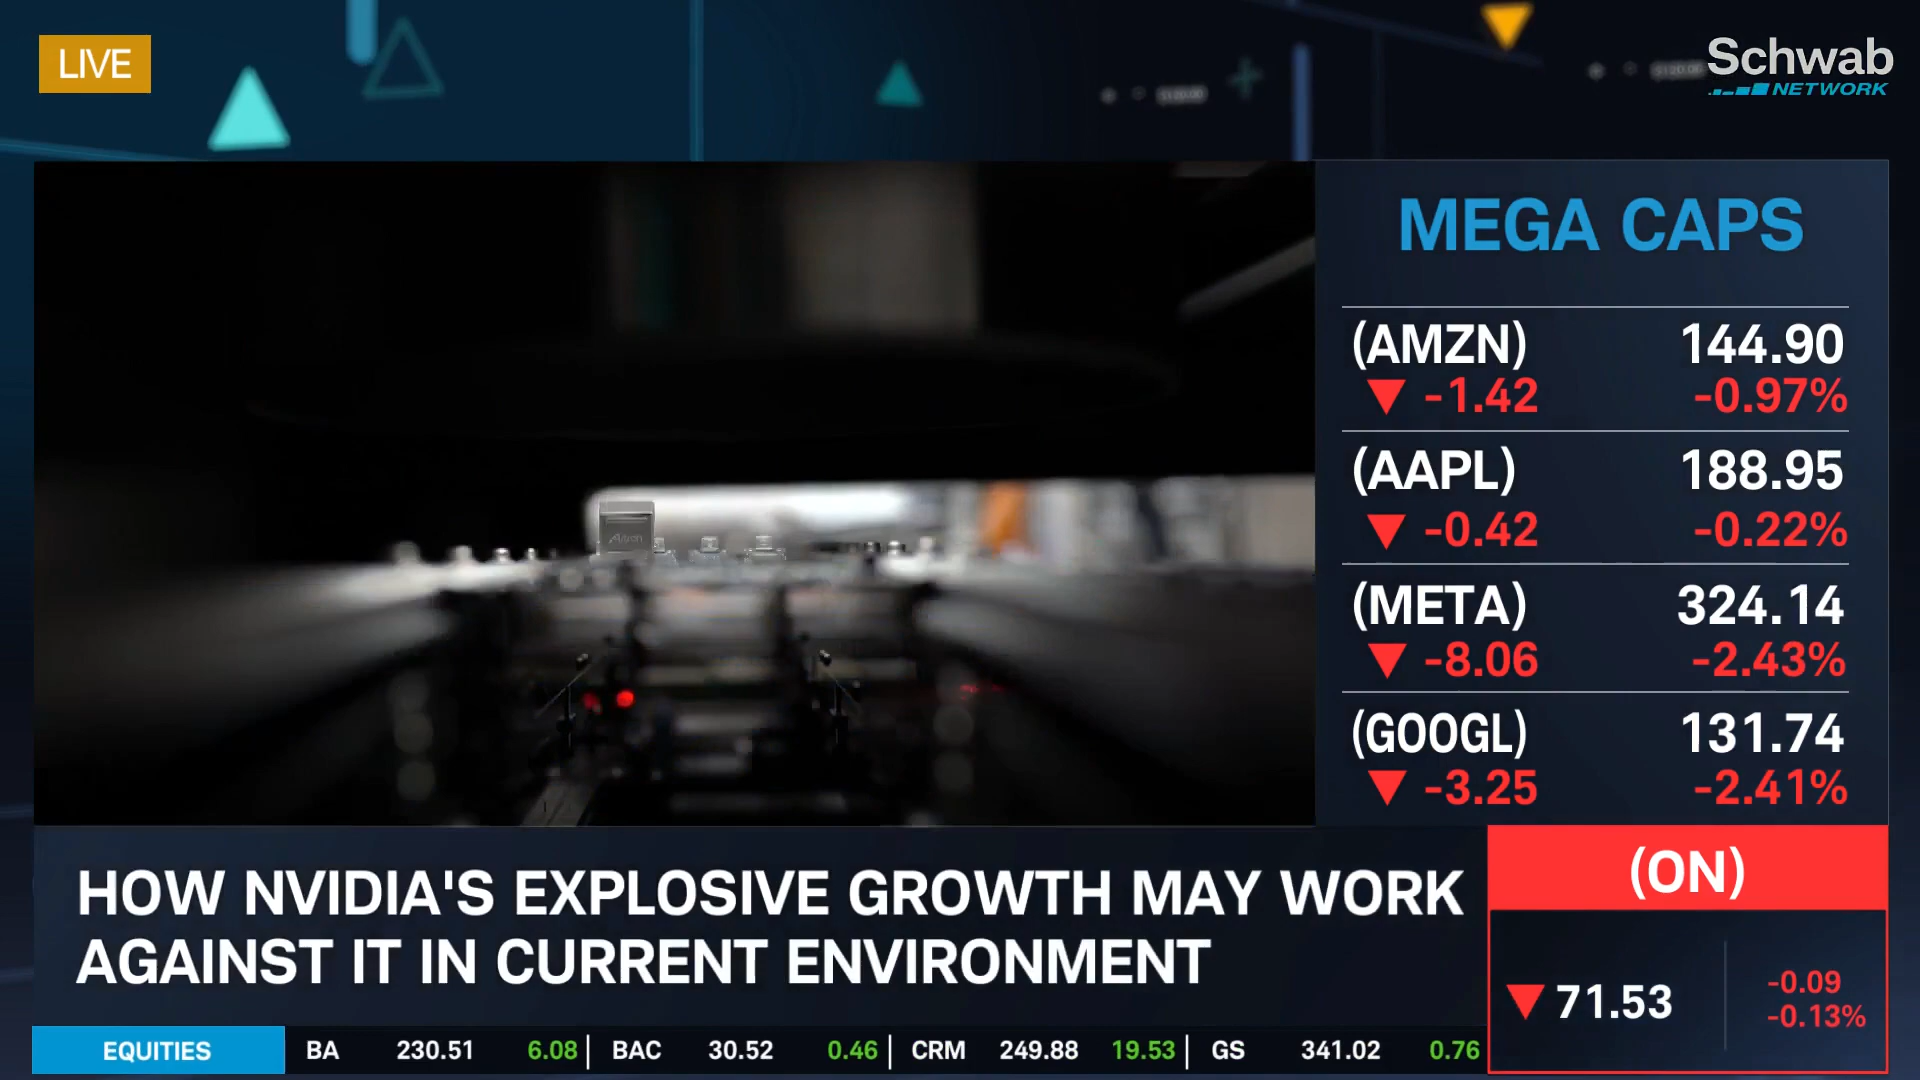 LIVE
Schwab
NETWORK
MEGA CAPS
(AMZN) 144.90
▼ -1.42 -0.97%
(AAPL) 188.95
▼ -0.42 -0.22%
(META) 324.14
▼ -8.06 -2.43%
(GOOGL) 131.74
▼ -3.25 -2.41%
HOW NVIDIA'S EXPLOSIVE GROWTH MAY WORK
AGAINST IT IN CURRENT ENVIRONMENT
(ON)
▼ 71.53
-0.09
-0.13%
EQUITIES BA 230.51 6.08 BAC 30.52 0.46 CRM 249.88 19.53 GS 341.02 0.76